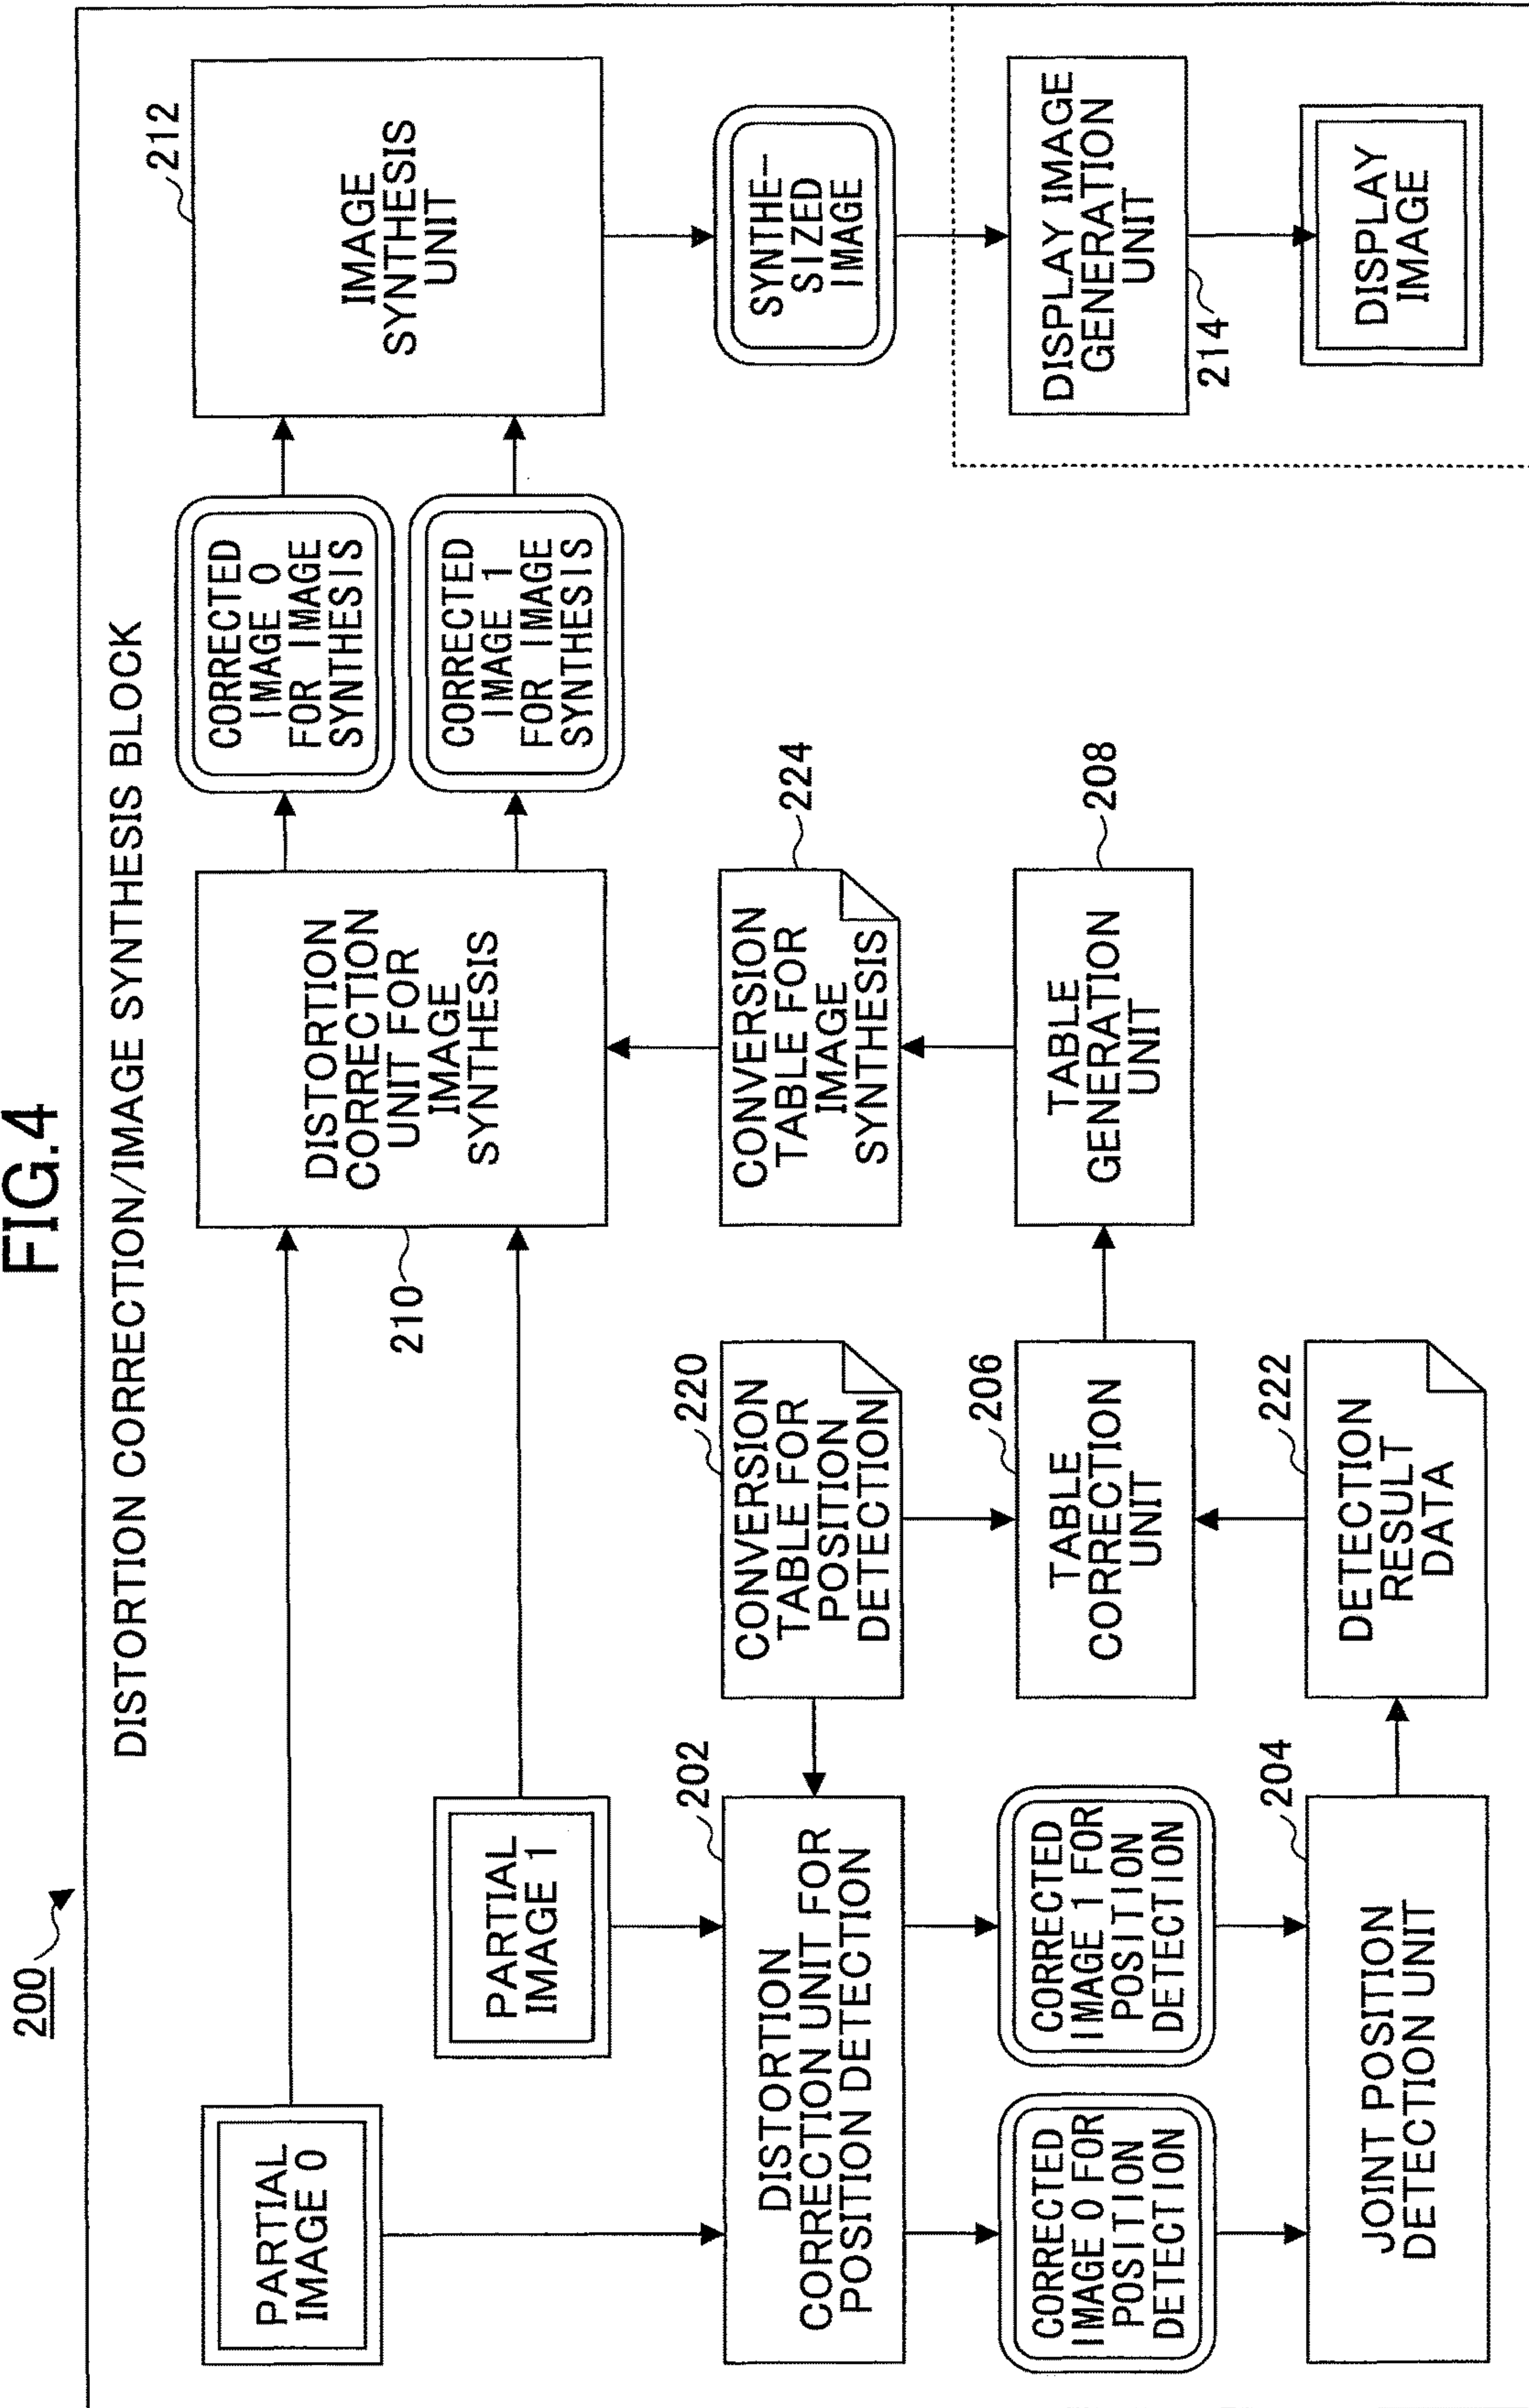 FIG.4
200
DISTORTION CORRECTION/IMAGE SYNTHESIS BLOCK
PARTIAL
IMAGE 0
PARTIAL
IMAGE 1
210
DISTORTION
CORRECTION
UNIT FOR
IMAGE
SYNTHESIS
CORRECTED
IMAGE 0
FOR IMAGE
SYNTHESIS
CORRECTED
IMAGE 1
FOR IMAGE
SYNTHESIS
212
IMAGE
SYNTHESIS
UNIT
202
DISTORTION
CORRECTION UNIT FOR
POSITION DETECTION
220
CONVERSION
TABLE FOR
POSITION
DETECTION
CONVERSION
TABLE FOR
IMAGE
SYNTHESIS
224
SYNTHE-
SIZED
IMAGE
CORRECTED
IMAGE 0 FOR
POSITION
DETECTION
CORRECTED
IMAGE 1 FOR
POSITION
DETECTION
206
TABLE
CORRECTION
UNIT
TABLE
GENERATION
UNIT
208
DISPLAY IMAGE
GENERATION
UNIT
214
204
JOINT POSITION
DETECTION UNIT
222
DETECTION
RESULT
DATA
DISPLAY
IMAGE